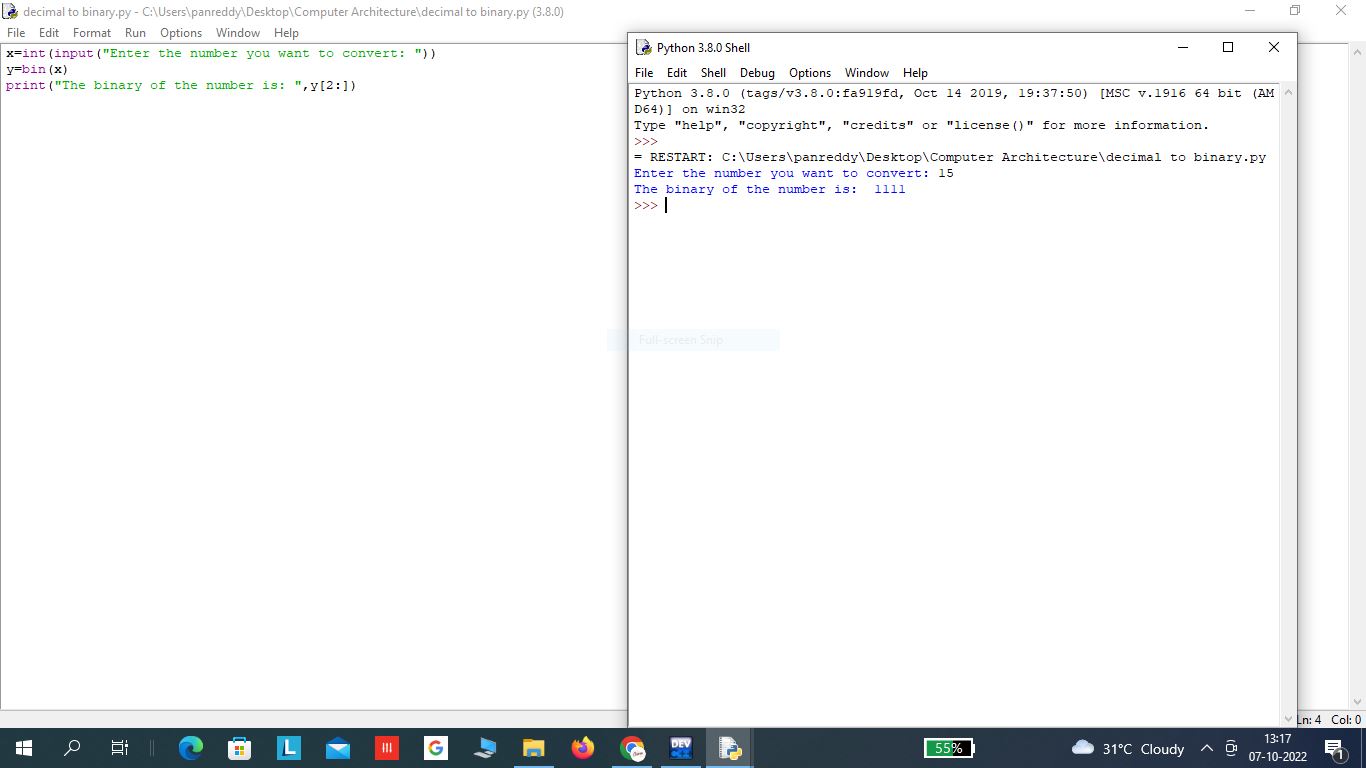 decimal to binary.py - C:\Users\panreddy\Desktop\Computer Architecture\decimal to binary.py (3.8.0)
File Edit Format Run Options Window Help
x=int(input("Enter the number you want to convert: "))
y=bin(x)
print("The binary of the number is: ",y[2:])
Python 3.8.0 Shell
File Edit Shell Debug Options Window Help
Python 3.8.0 (tags/v3.8.0:fa919fd, Oct 14 2019, 19:37:50) [MSC v.1916 64 bit (AM
D64)] on win32
Type "help", "copyright", "credits" or "license()" for more information.
>>>
= RESTART: C:\Users\panreddy\Desktop\Computer Architecture\decimal to binary.py
Enter the number you want to convert: 15
The binary of the number is:  1111
>>>
Full-screen Snip
Ln: 4 Col: 0
L
G
DEV
55%
31°C Cloudy
13:17
07-10-2022
1